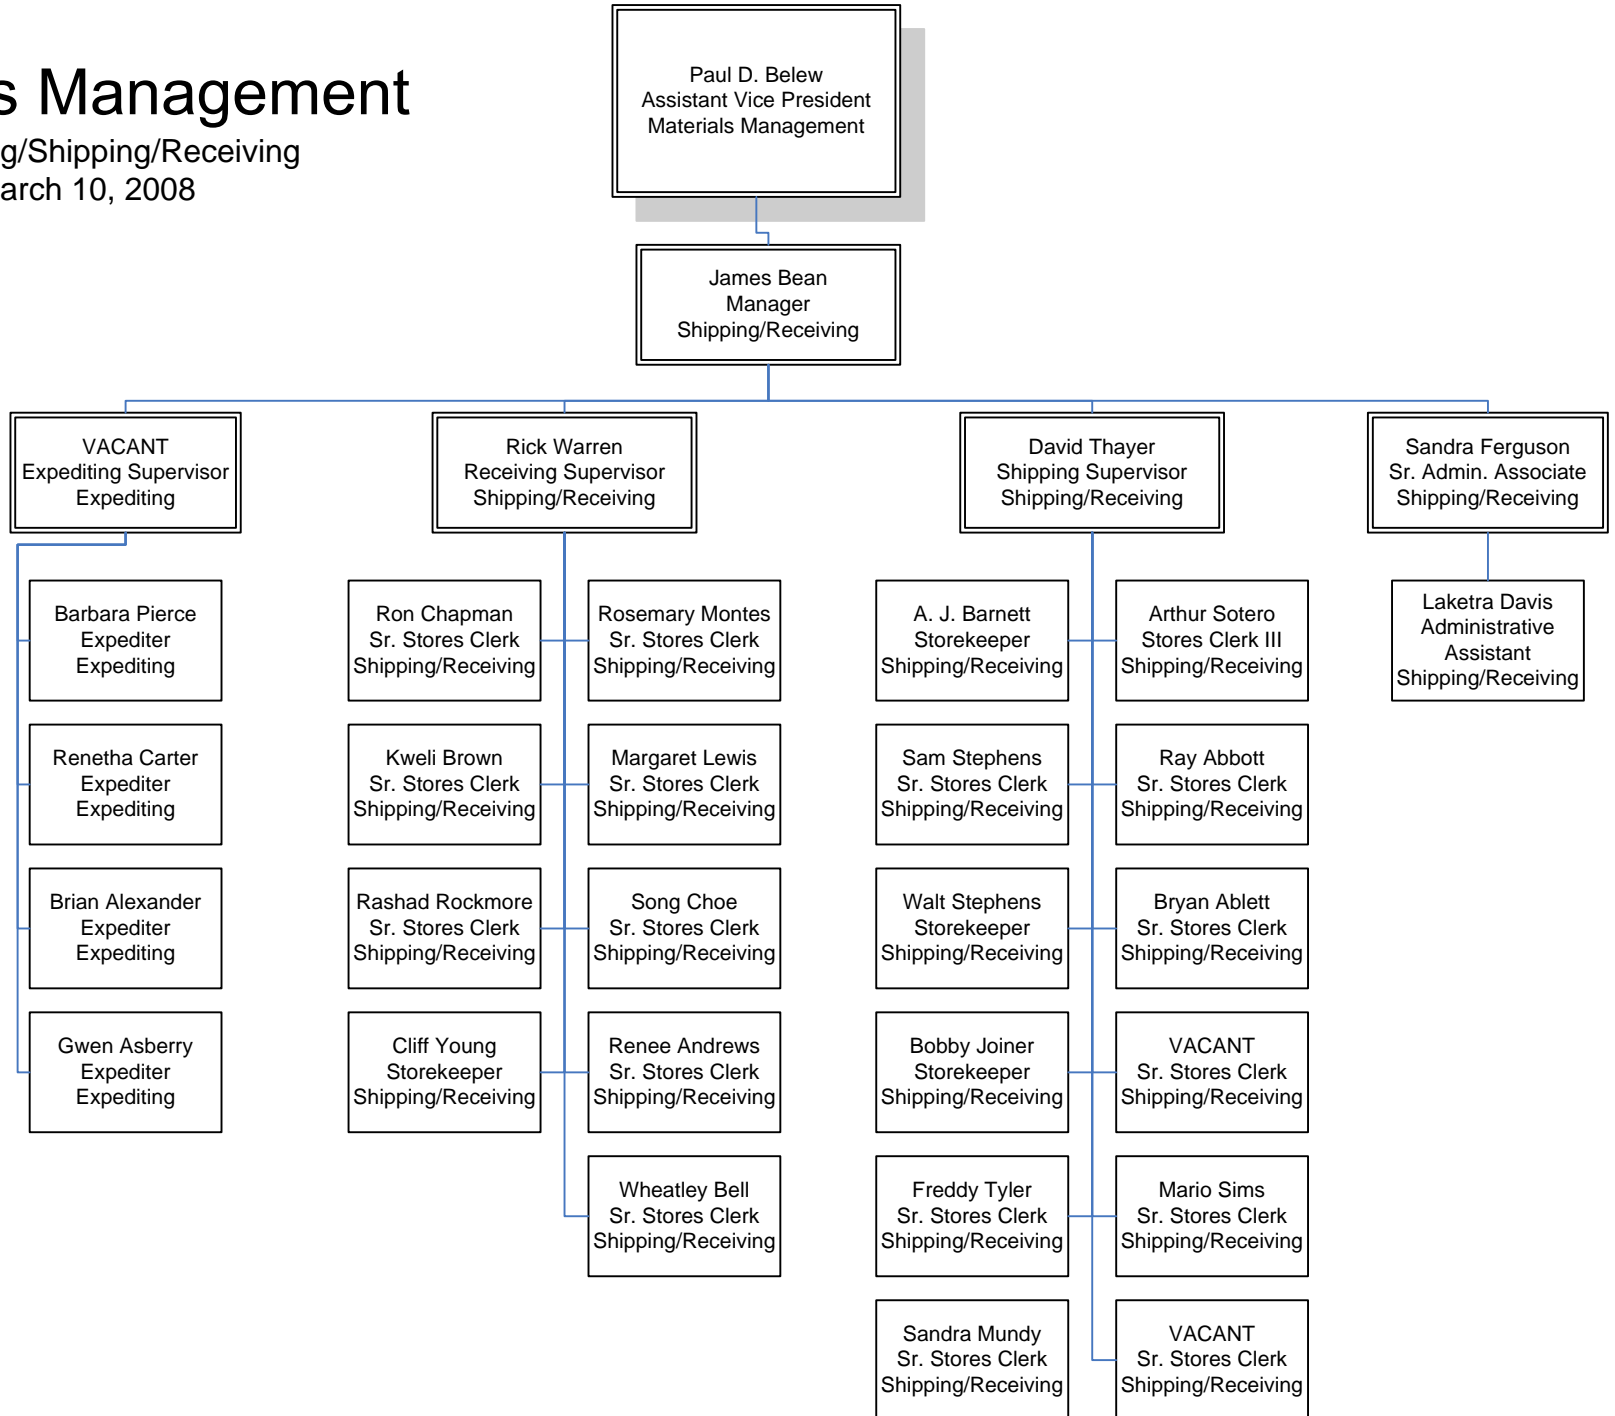 s Management
g/Shipping/Receiving
arch 10, 2008
Paul D. Belew
Assistant Vice President
Materials Management
James Bean
Manager
Shipping/Receiving
VACANT
Expediting Supervisor
Expediting
Rick Warren
Receiving Supervisor
Shipping/Receiving
David Thayer
Shipping Supervisor
Shipping/Receiving
Sandra Ferguson
Sr. Admin. Associate
Shipping/Receiving
Barbara Pierce
Expediter
Expediting
Ron Chapman
Sr. Stores Clerk
Shipping/Receiving
Rosemary Montes
Sr. Stores Clerk
Shipping/Receiving
A. J. Barnett
Storekeeper
Shipping/Receiving
Arthur Sotero
Stores Clerk III
Shipping/Receiving
Laketra Davis
Administrative
Assistant
Shipping/Receiving
Renetha Carter
Expediter
Expediting
Kweli Brown
Sr. Stores Clerk
Shipping/Receiving
Margaret Lewis
Sr. Stores Clerk
Shipping/Receiving
Sam Stephens
Sr. Stores Clerk
Shipping/Receiving
Ray Abbott
Sr. Stores Clerk
Shipping/Receiving
Brian Alexander
Expediter
Expediting
Rashad Rockmore
Sr. Stores Clerk
Shipping/Receiving
Song Choe
Sr. Stores Clerk
Shipping/Receiving
Walt Stephens
Storekeeper
Shipping/Receiving
Bryan Ablett
Sr. Stores Clerk
Shipping/Receiving
Gwen Asberry
Expediter
Expediting
Cliff Young
Storekeeper
Shipping/Receiving
Renee Andrews
Sr. Stores Clerk
Shipping/Receiving
Bobby Joiner
Storekeeper
Shipping/Receiving
VACANT
Sr. Stores Clerk
Shipping/Receiving
Wheatley Bell
Sr. Stores Clerk
Shipping/Receiving
Freddy Tyler
Sr. Stores Clerk
Shipping/Receiving
Mario Sims
Sr. Stores Clerk
Shipping/Receiving
Sandra Mundy
Sr. Stores Clerk
Shipping/Receiving
VACANT
Sr. Stores Clerk
Shipping/Receiving